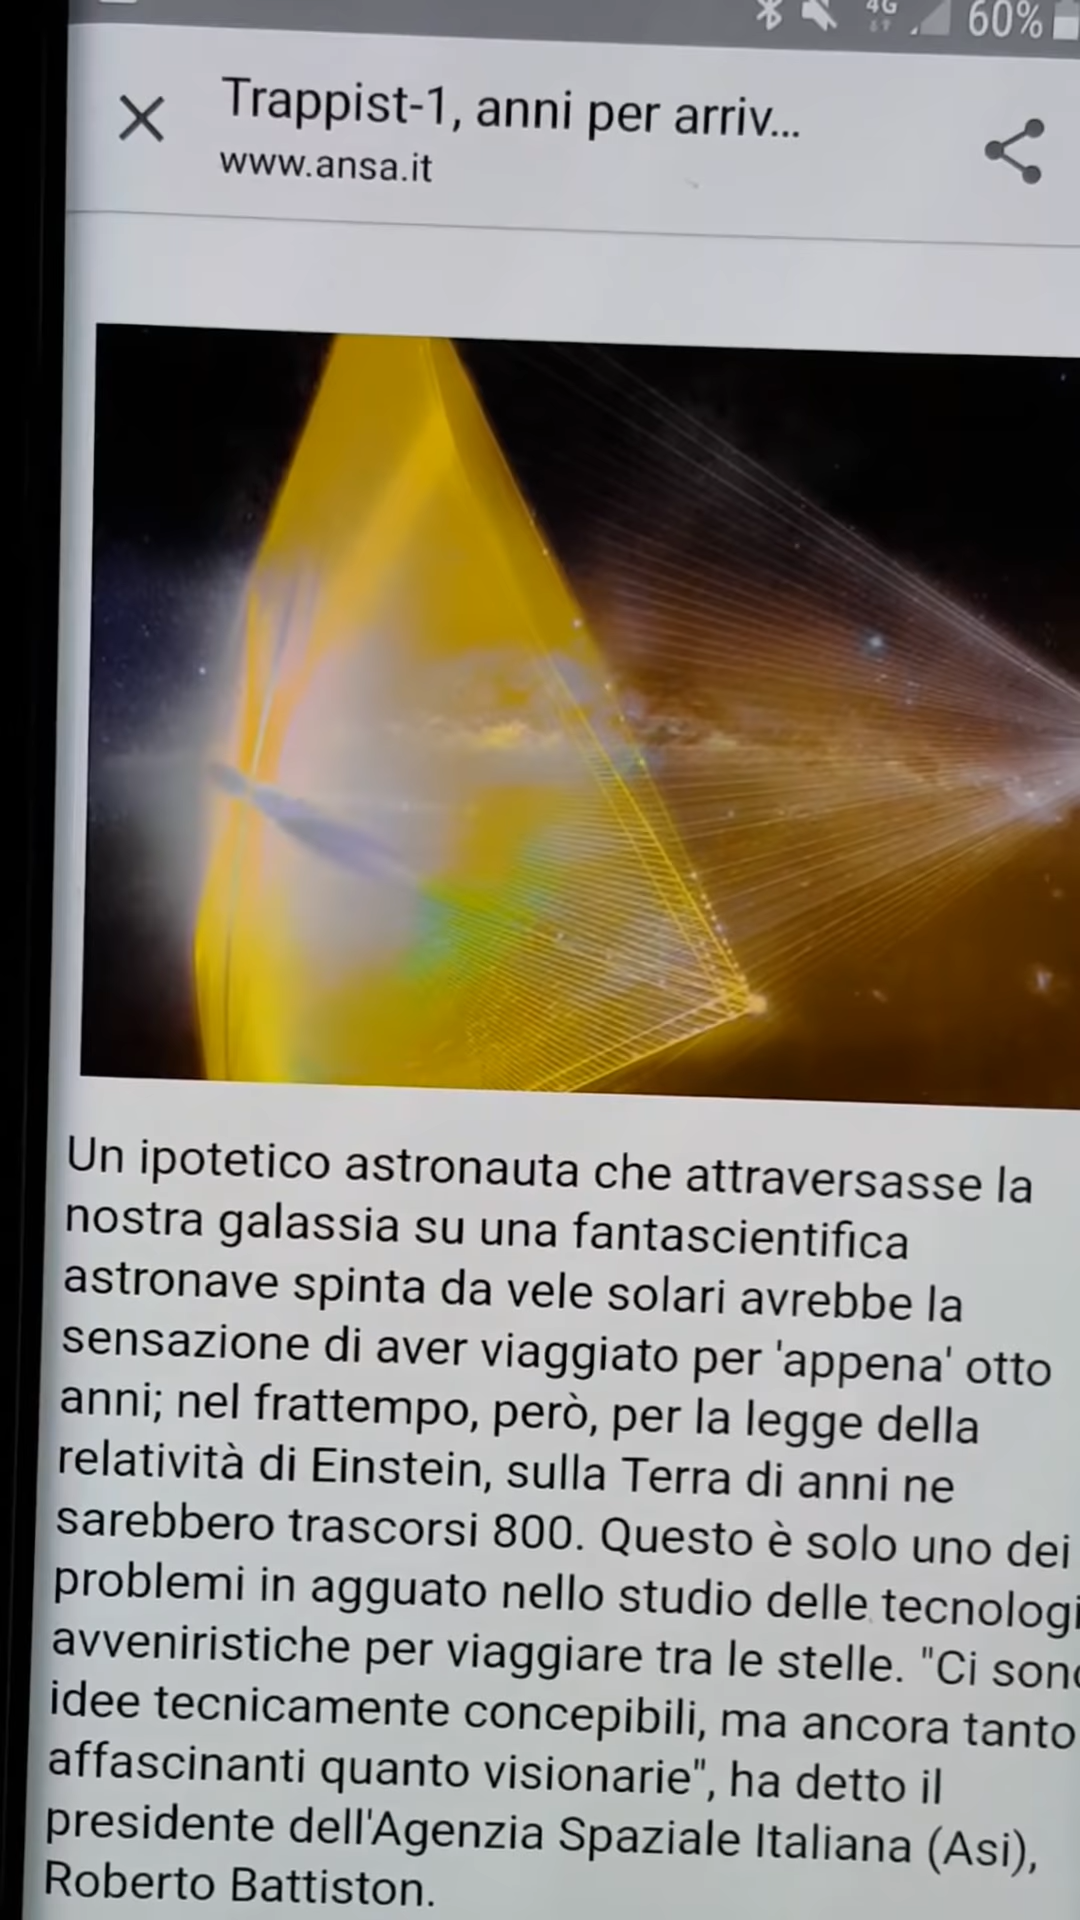 4G
60%
Trappist-1, anni per arriv...
www.ansa.it
Un ipotetico astronauta che attraversasse la
nostra galassia su una fantascientifica
astronave spinta da vele solari avrebbe la
sensazione di aver viaggiato per 'appena' otto
anni; nel frattempo, però, per la legge della
relatività di Einstein, sulla Terra di anni ne
sarebbero trascorsi 800. Questo è solo uno dei
problemi in agguato nello studio delle tecnologi
avveniristiche per viaggiare tra le stelle. "Ci sono
idee tecnicamente concepibili, ma ancora tanto
affascinanti quanto visionarie", ha detto il
presidente dell'Agenzia Spaziale Italiana (Asi),
Roberto Battiston.